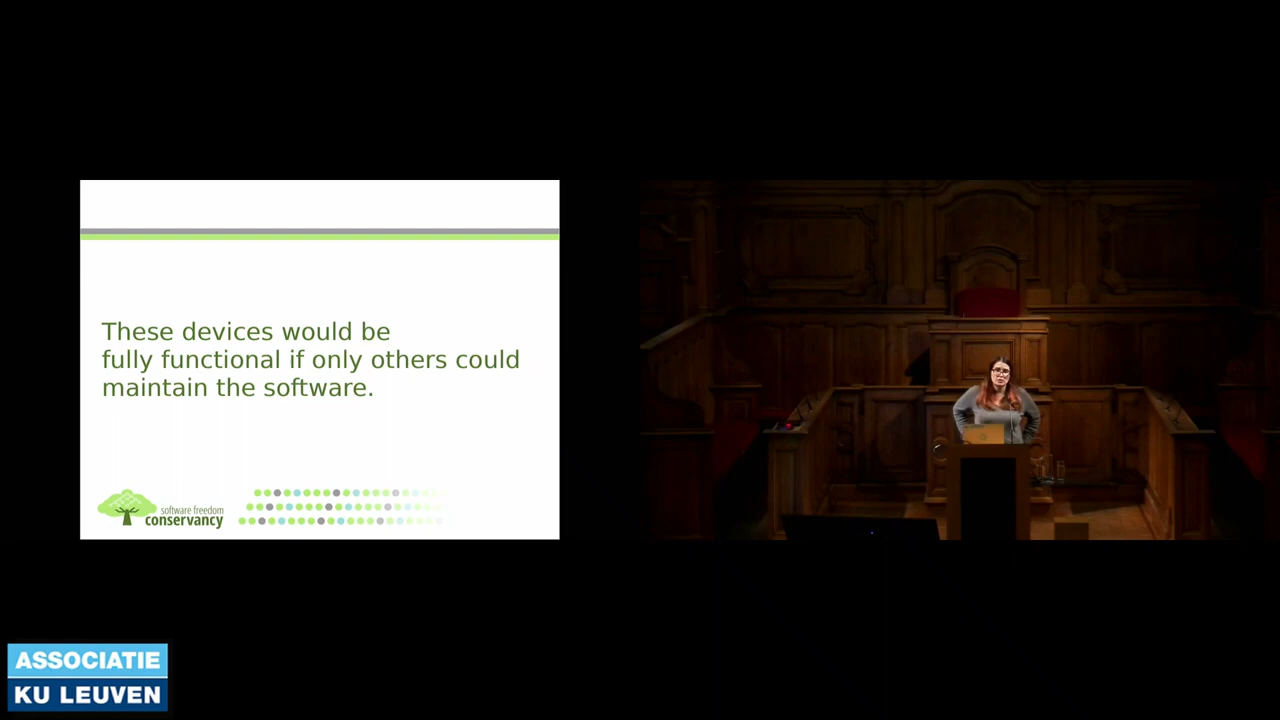 These devices would be
fully functional if only others could
maintain the software.
software freedom
conservancy
ASSOCIATIE
KU LEUVEN